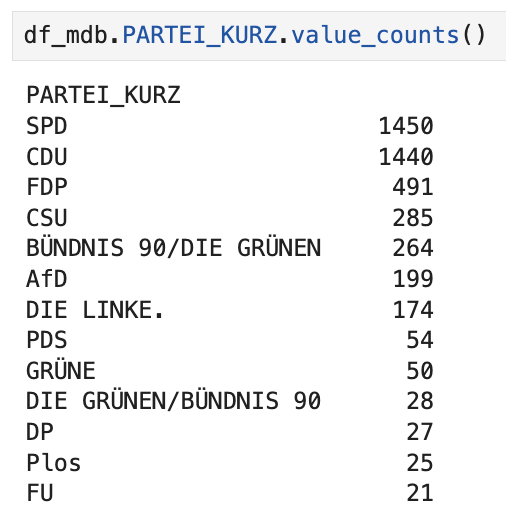 df_mdb.PARTEI_KURZ.value_counts()
PARTEI_KURZ
SPD 1450
CDU 1440
FDP 491
CSU 285
BÜNDNIS 90/DIE GRÜNEN 264
AfD 199
DIE LINKE. 174
PDS 54
GRÜNE 50
DIE GRÜNEN/BÜNDNIS 90 28
DP 27
Plos 25
FU 21